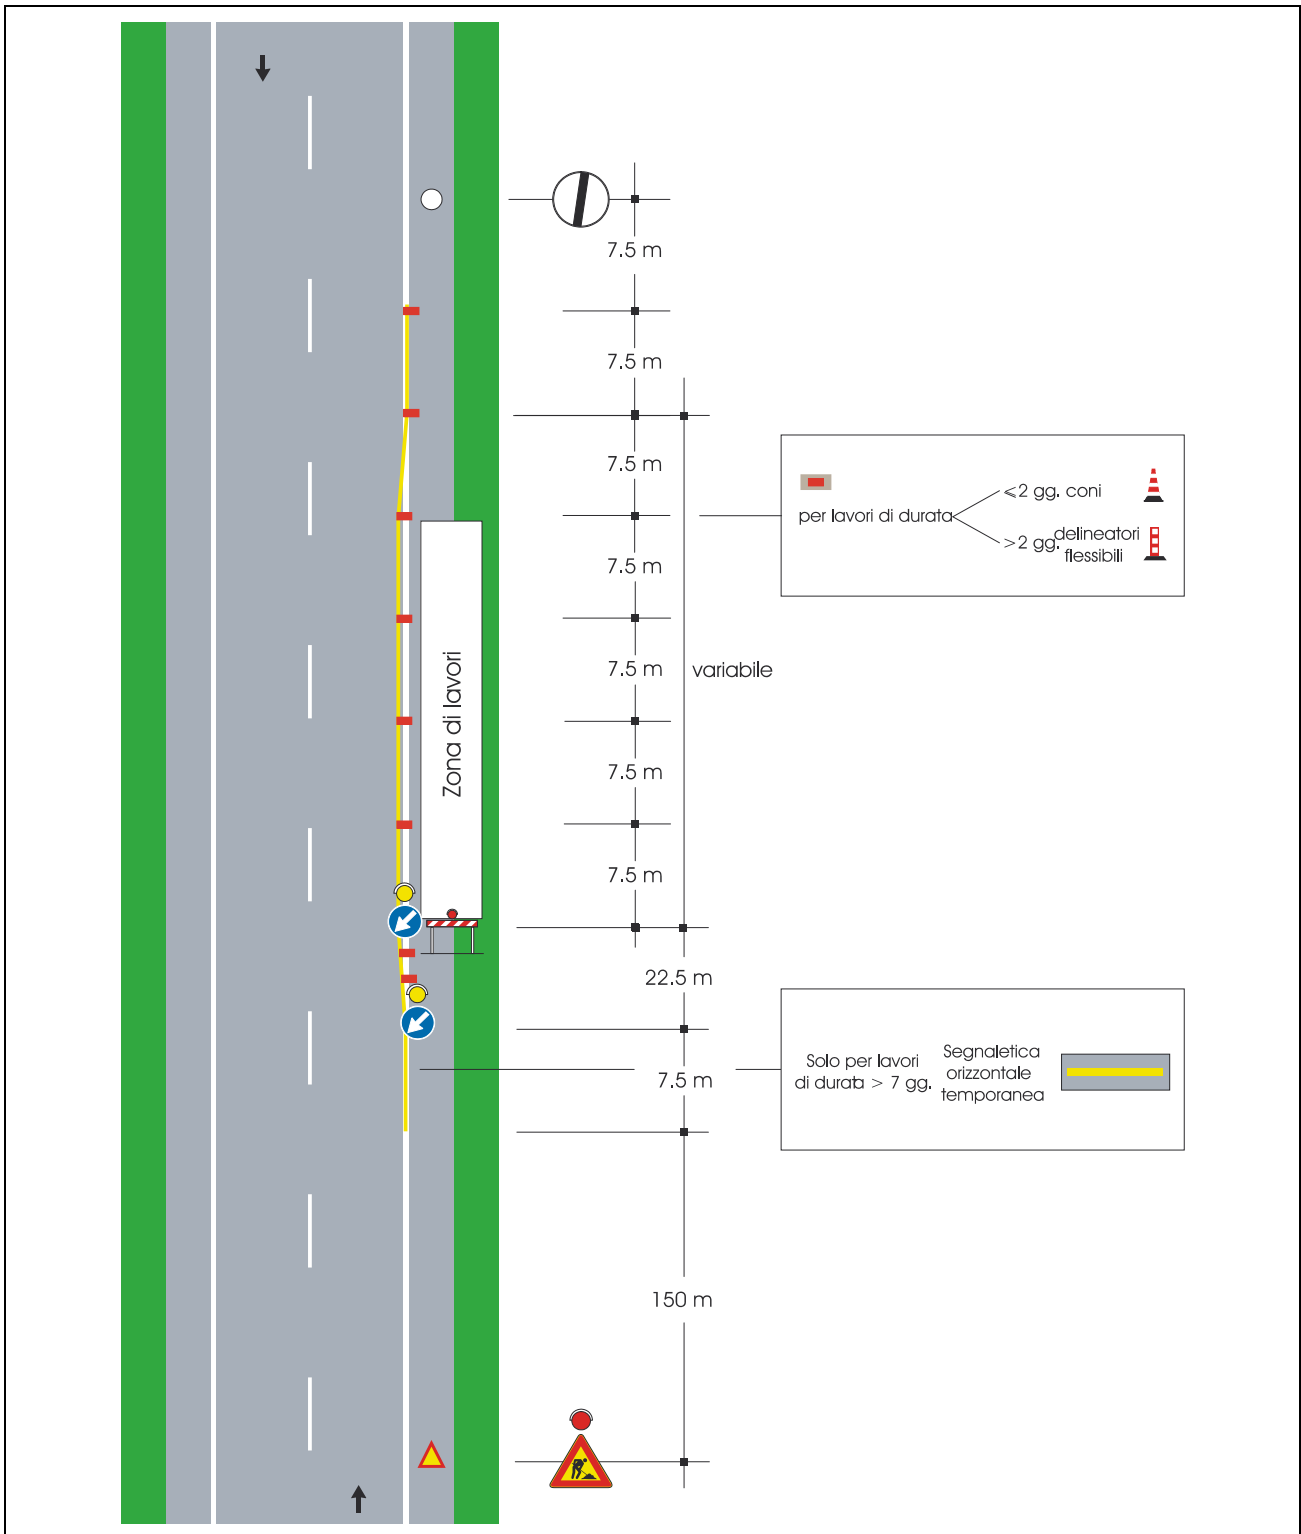 7.5 m
7.5 m
7.5 m
7.5 m
7.5 m
7.5 m
7.5 m
variabile
22.5 m
7.5 m
150 m
Zona di lavori
per lavori di durata
≤2 gg. coni
>2 gg. delineatori
flessibili
Solo per lavori
di durata > 7 gg.
Segnaletica
orizzontale
temporanea